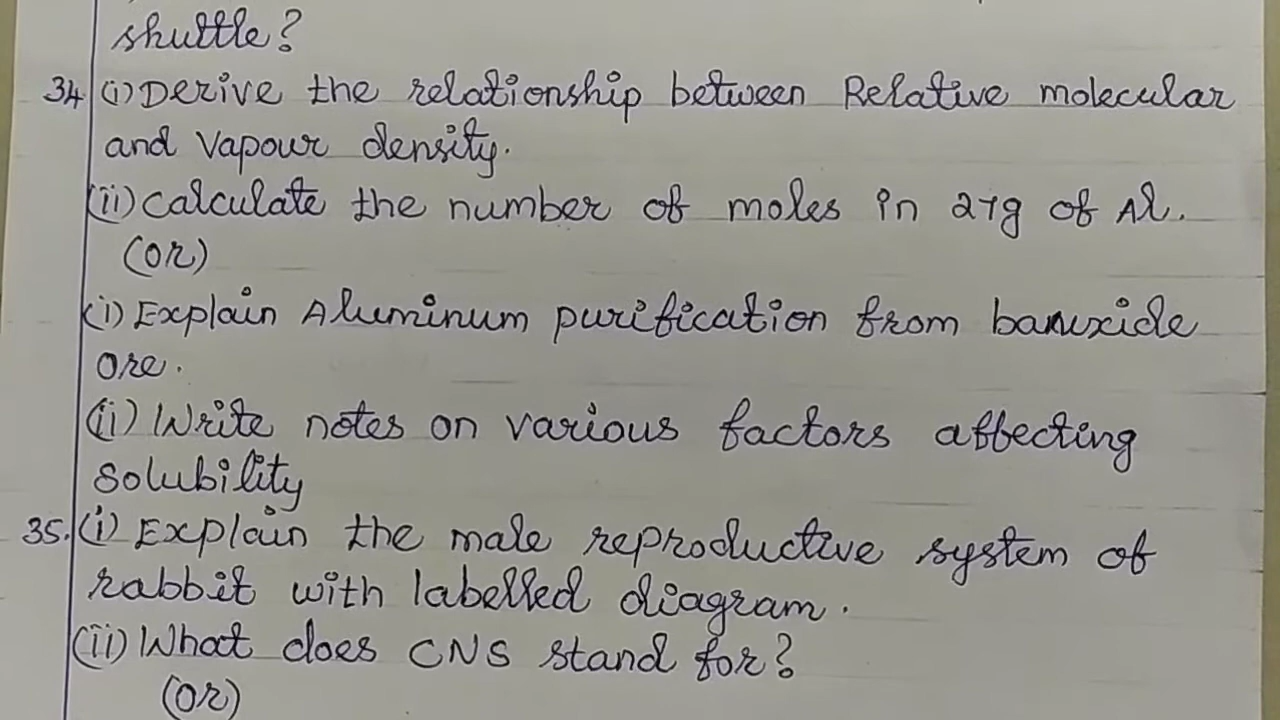 shuttle?
34 (i) Derive the relationship between Relative molecular
and vapour density.
(ii) calculate the number of moles in 27g of Al.
(or)
(i) Explain Aluminum purification from
ore.
(ii) Write notes on various factors affecting
solubility
35. (i) Explain the male reproductive system of
rabbit with labelled diagram.
(ii) What does CNS stand for?
(or)